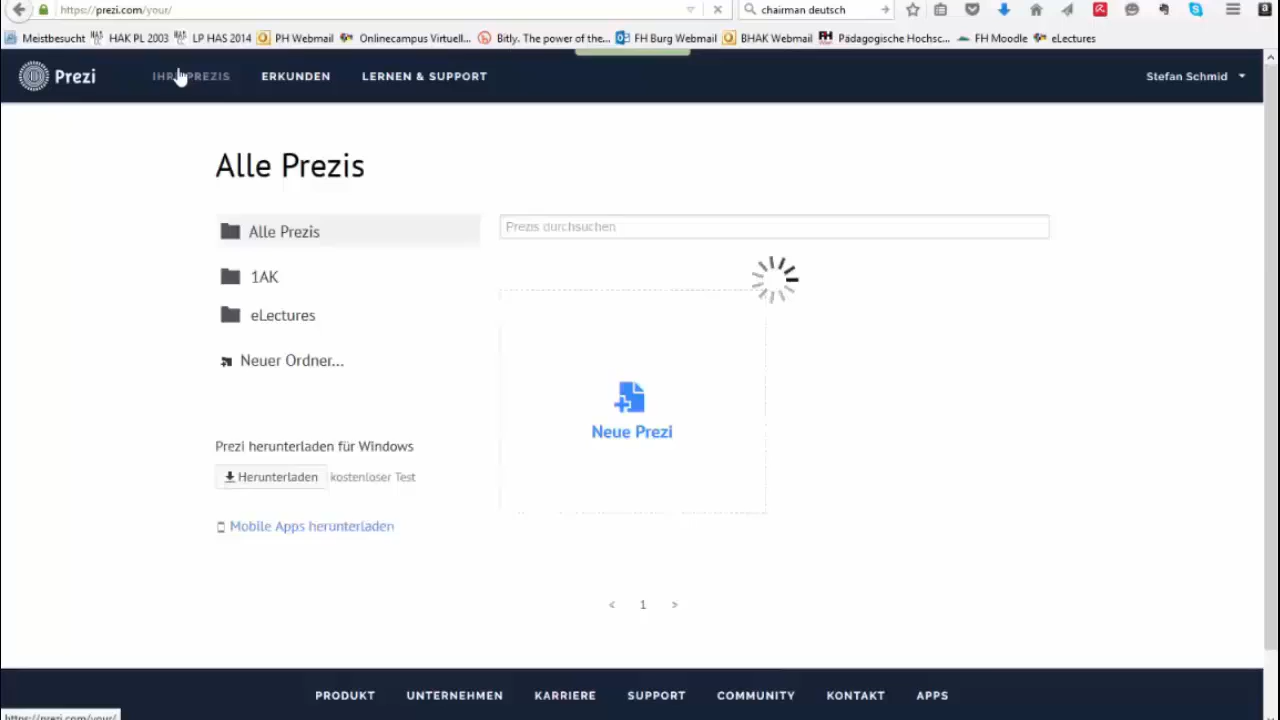 https://prezi.com/your/
chairman deutsch
Meistbesucht HAK PL 2003 LP HAS 2014 PH Webmail Onlinecampus Virtuell... Bitly. The power of the... FH Burg Webmail BHAK Webmail Pädagogische Hochsc... FH Moodle eLectures
Prezi IHRE PREZIS ERKUNDEN LERNEN & SUPPORT Stefan Schmid
Alle Prezis
Alle Prezis
Prezis durchsuchen
1AK
eLectures
Neuer Ordner...
Neue Prezi
Prezi herunterladen für Windows
Herunterladen kostenloser Test
Mobile Apps herunterladen
< 1 >
PRODUKT UNTERNEHMEN KARRIERE SUPPORT COMMUNITY KONTAKT APPS
https://prezi.com/your/